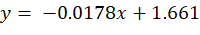 y = −0.0178x + 1.661